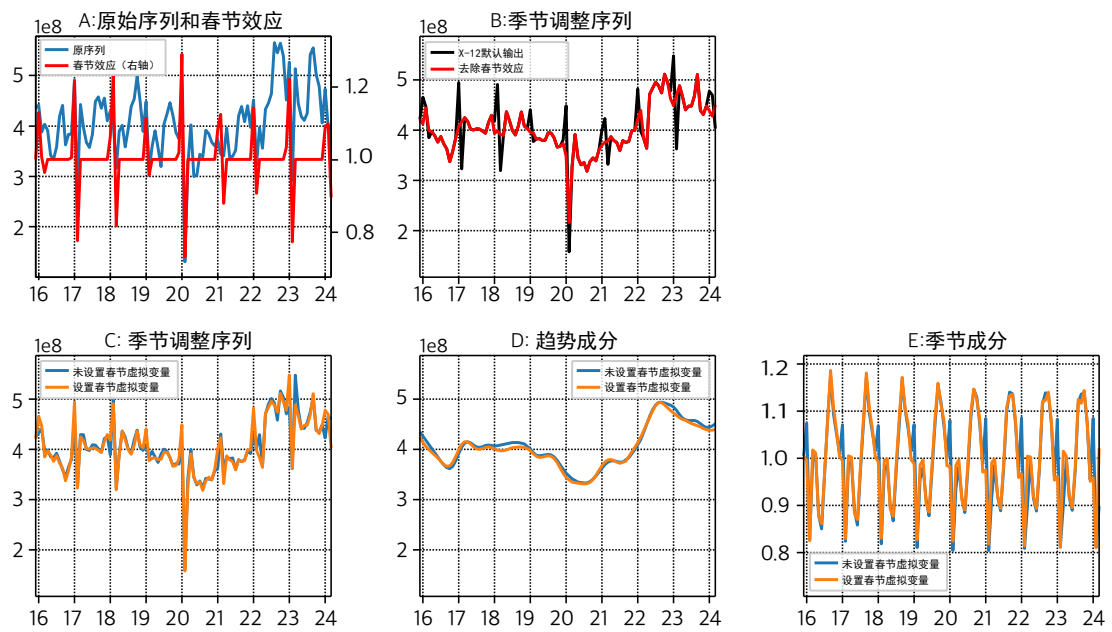 A:原始序列和春节效应
1e8
原序列
春节效应（右轴）
5
4
3
2
1.2
1.0
0.8
16 17 18 19 20 21 22 23 24
B:季节调整序列
1e8
X-12默认输出
去除春节效应
5
4
3
2
16 17 18 19 20 21 22 23 24
C: 季节调整序列
1e8
未设置春节虚拟变量
设置春节虚拟变量
5
4
3
2
16 17 18 19 20 21 22 23 24
D: 趋势成分
1e8
未设置春节虚拟变量
设置春节虚拟变量
5
4
3
2
16 17 18 19 20 21 22 23 24
E:季节成分
1.2
1.1
1.0
0.9
0.8
未设置春节虚拟变量
设置春节虚拟变量
16 17 18 19 20 21 22 23 24